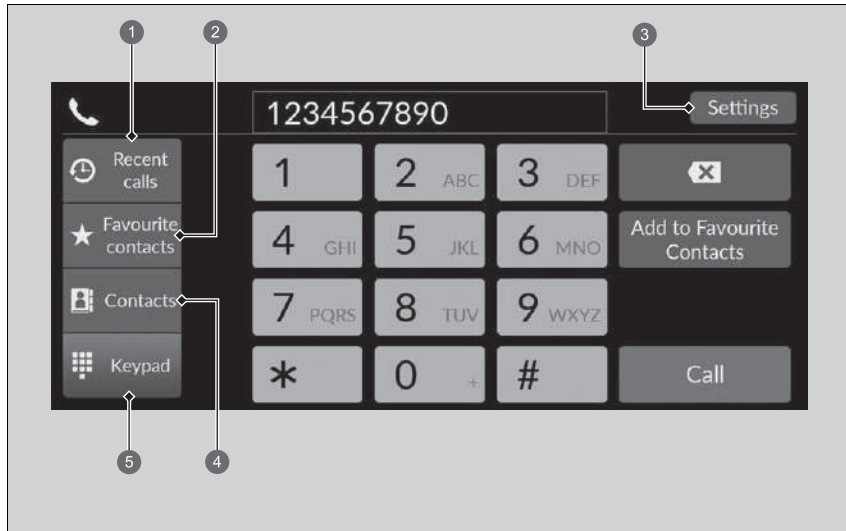 1
2
3
1234567890
Settings
Recent
calls
1
2 ABC
3 DEF
Favourite
contacts
4 GHI
5 JKL
6 MNO
Add to Favourite
Contacts
Contacts
7 PQRS
8 TUV
9 WXYZ
Keypad
*
0 +
#
Call
5
4